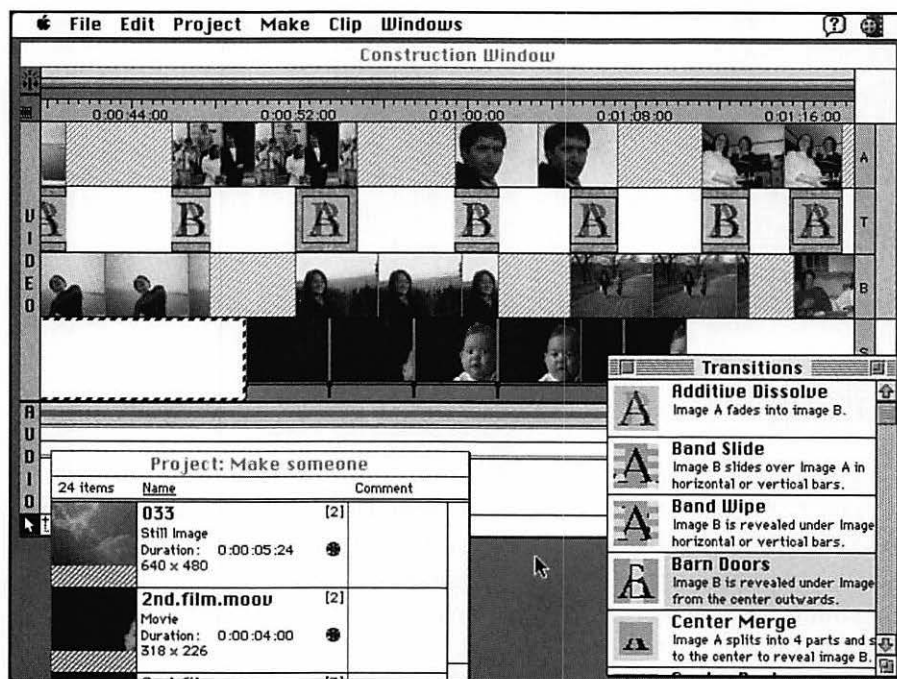 File Edit Project Make Clip Windows
Construction Window
0:00:44:00 0:00:52:00 0:01:00:00 0:01:08:00 0:01:16:00
VIDEO
A
T
B
S
A B A B A B A
AUDIO
Project: Make someone
24 items Name Comment
033 [2]
Still Image
Duration: 0:00:05:24
640 x 480
2nd.film.moov [2]
Movie
Duration: 0:00:04:00
318 x 226
Transitions
A
Additive Dissolve
Image A fades into image B.
Band Slide
Image B slides over Image A in
horizontal or vertical bars.
Band Wipe
Image B is revealed under Image
horizontal or vertical bars.
Barn Doors
Image B is revealed under Image
from the center outwards.
Center Merge
Image A splits into 4 parts and s
to the center to reveal image B.